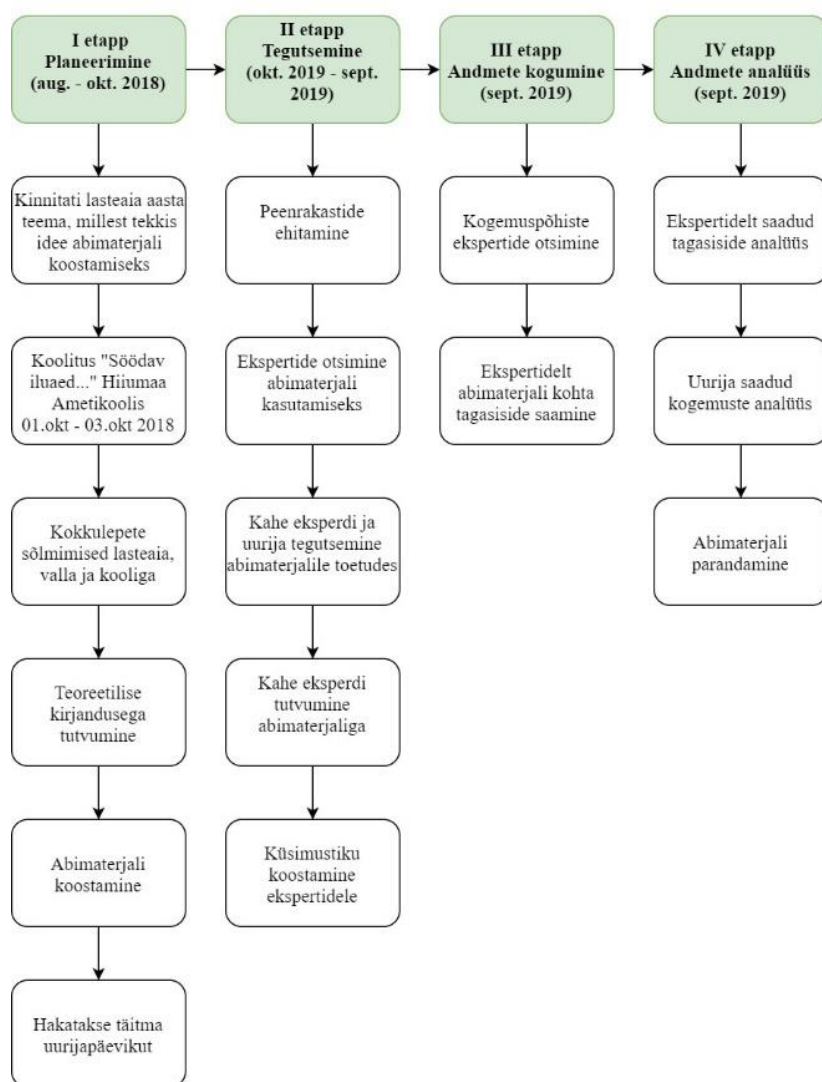 I etapp
Planeerimine
(aug. - okt. 2018)
II etapp
Tegutsemine
(okt. 2019 - sept.
2019)
III etapp
Andmete kogumine
(sept. 2019)
IV etapp
Andmete analüüs
(sept. 2019)
Kinnitati lasteaia aasta
teema, millest tekkis
idee abimaterjali
koostamiseks
Koolitus "Söödav
iluaed..." Hiiumaa
Ametikoolis
01.okt - 03.okt 2018
Kokkulepete
sõlmimised lasteaia,
valla ja kooliga
Teoreetilise
kirjandusega
tutvumine
Abimaterjali
koostamine
Hakatakse täitma
uurijapäevikut
Peenrakastide
ehitamine
Ekspertide otsimine
abimaterjali
kasutamiseks
Kahe eksperdi ja
uurija tegutsemine
abimaterjalile toetudes
Kahe eksperdi
tutvumine
abimaterjaliga
Küsimustiku
koostamine
ekspertidele
Kogemuspõhiste
ekspertide otsimine
Ekspertidelt
abimaterjali kohta
tagasiside saamine
Ekspertidelt saadud
tagasiside analüüs
Uurija saadud
kogemuste analüüs
Abimaterjali
parandamine